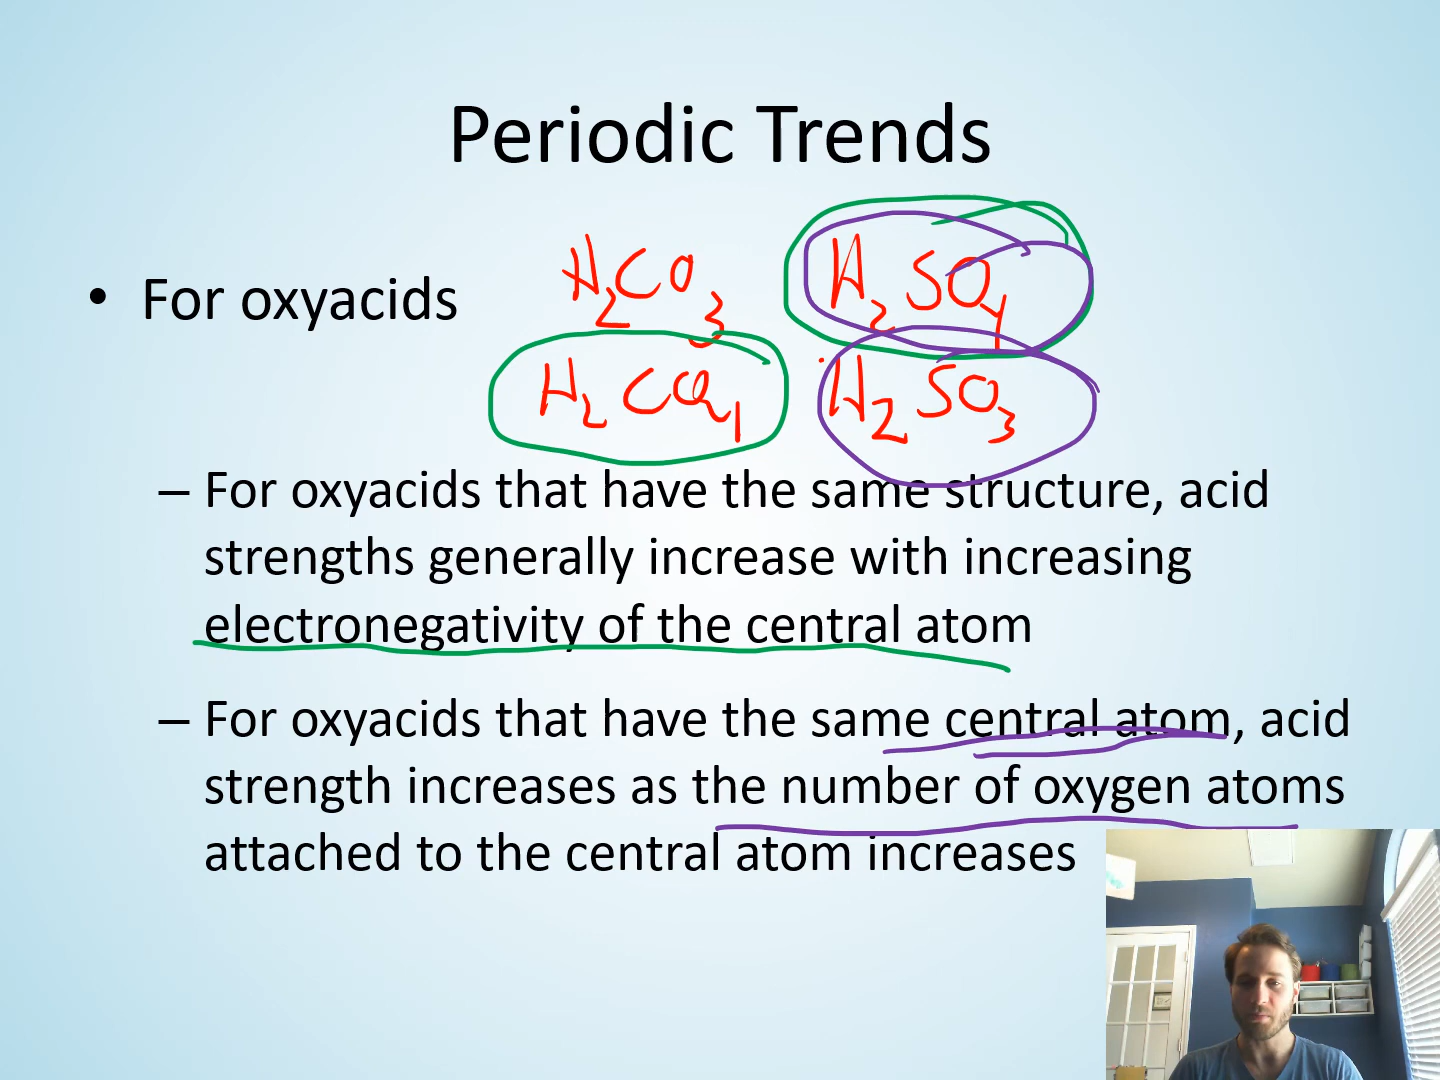 Periodic Trends
• For oxyacids
H₂CO₃ H₂SO₄
H₂CO₄ H₂SO₃
– For oxyacids that have the same structure, acid
strengths generally increase with increasing
electronegativity of the central atom
– For oxyacids that have the same central atom, acid
strength increases as the number of oxygen atoms
attached to the central atom increases